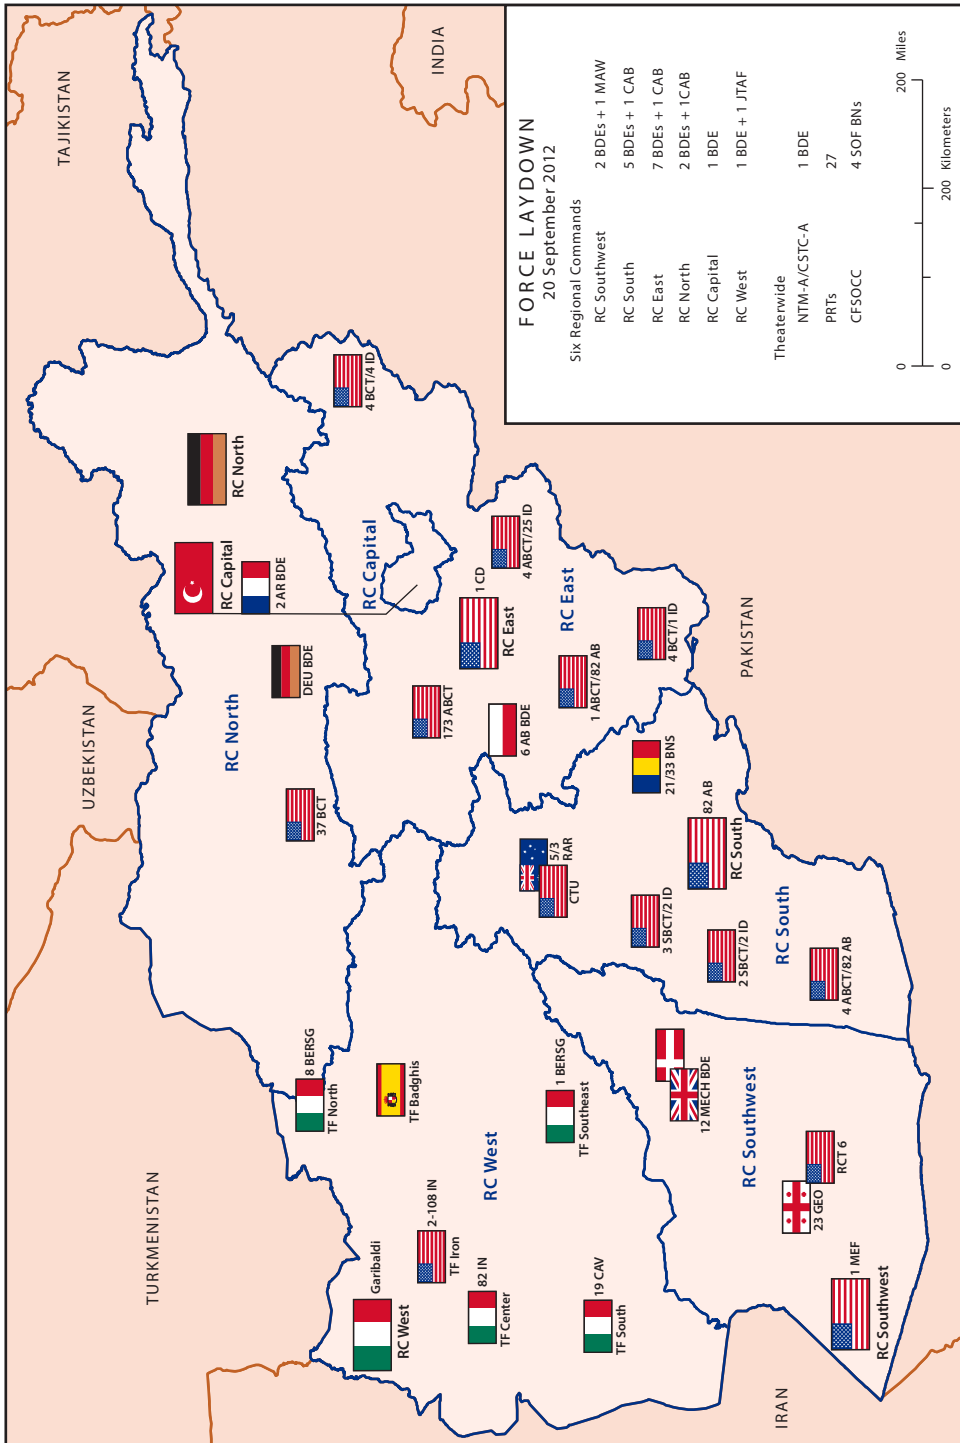 TAJIKISTAN
INDIA
UZBEKISTAN
TURKMENISTAN
IRAN
PAKISTAN
RC North
RC North
RC Capital
2 AR BDE
DEU BDE
37 BCT
RC Capital
4 BCT/4 ID
4 ABCT/25 ID
1 CD
RC East
RC East
173 ABCT
6 AB BDE
1 ABCT/82 AB
4 BCT/1 ID
21/33 BNS
82 AB
RC South
RC South
5/3
RAR
CTU
3 SBCT/2 ID
2 SBCT/2 ID
4 ABCT/82 AB
8 BERSG
TF North
TF Badghis
1 BERSG
TF Southeast
RC West
2-108 IN
TF Iron
Garibaldi
RC West
82 IN
TF Center
19 CAV
TF South
12 MECH BDE
RC Southwest
RCT 6
23 GEO
1 MEF
RC Southwest
FORCE LAYDOWN
20 September 2012
Six Regional Commands
RC Southwest 2 BDEs + 1 MAW
RC South 5 BDEs + 1 CAB
RC East 7 BDEs + 1 CAB
RC North 2 BDEs + 1CAB
RC Capital 1 BDE
RC West 1 BDE + 1 JTAF
Theaterwide
NTM-A/CSTC-A 1 BDE
PRTs 27
CFSOCC 4 SOF BNs
0 200 Miles
0 200 Kilometers